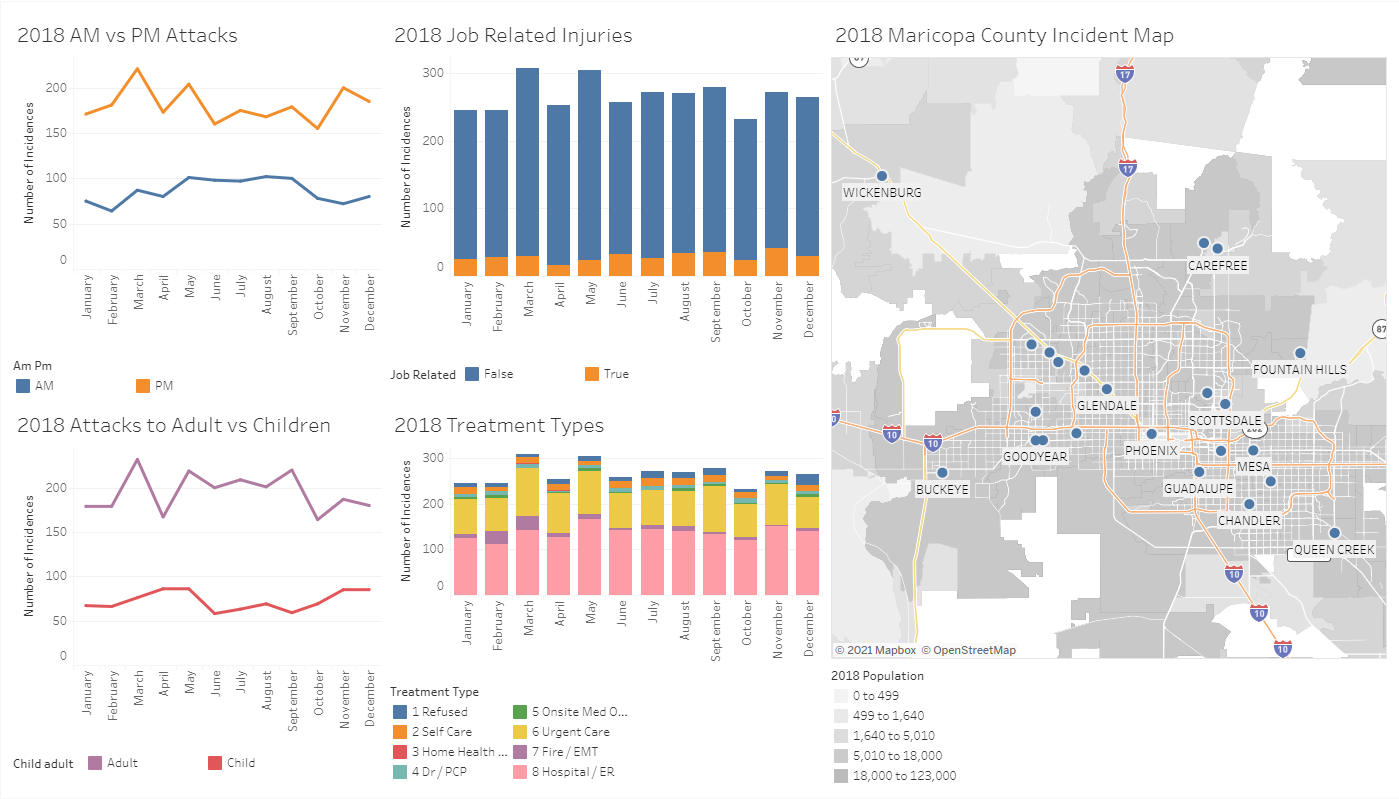 2018 AM vs PM Attacks
Number of Incidences
200
150
100
50
0
January
February
March
April
May
June
July
August
September
October
November
December
Am Pm
AM
PM
2018 Job Related Injuries
Number of Incidences
300
200
100
0
January
February
March
April
May
June
July
August
September
October
November
December
Job Related
False
True
2018 Attacks to Adult vs Children
Number of Incidences
200
150
100
50
0
January
February
March
April
May
June
July
August
September
October
November
December
Child adult
Adult
Child
2018 Treatment Types
Number of Incidences
300
200
100
0
January
February
March
April
May
June
July
August
September
October
November
December
Treatment Type
1 Refused
2 Self Care
3 Home Health ...
4 Dr / PCP
5 Onsite Med O...
6 Urgent Care
7 Fire / EMT
8 Hospital / ER
2018 Maricopa County Incident Map
17
17
WICKENBURG
CAREFREE
87
FOUNTAIN HILLS
GLENDALE
SCOTTSDALE
10
10
PHOENIX
GOODYEAR
MESA
BUCKEYE
GUADALUPE
CHANDLER
QUEEN CREEK
10
10
10
© 2021 Mapbox © OpenStreetMap
2018 Population
0 to 499
499 to 1,640
1,640 to 5,010
5,010 to 18,000
18,000 to 123,000